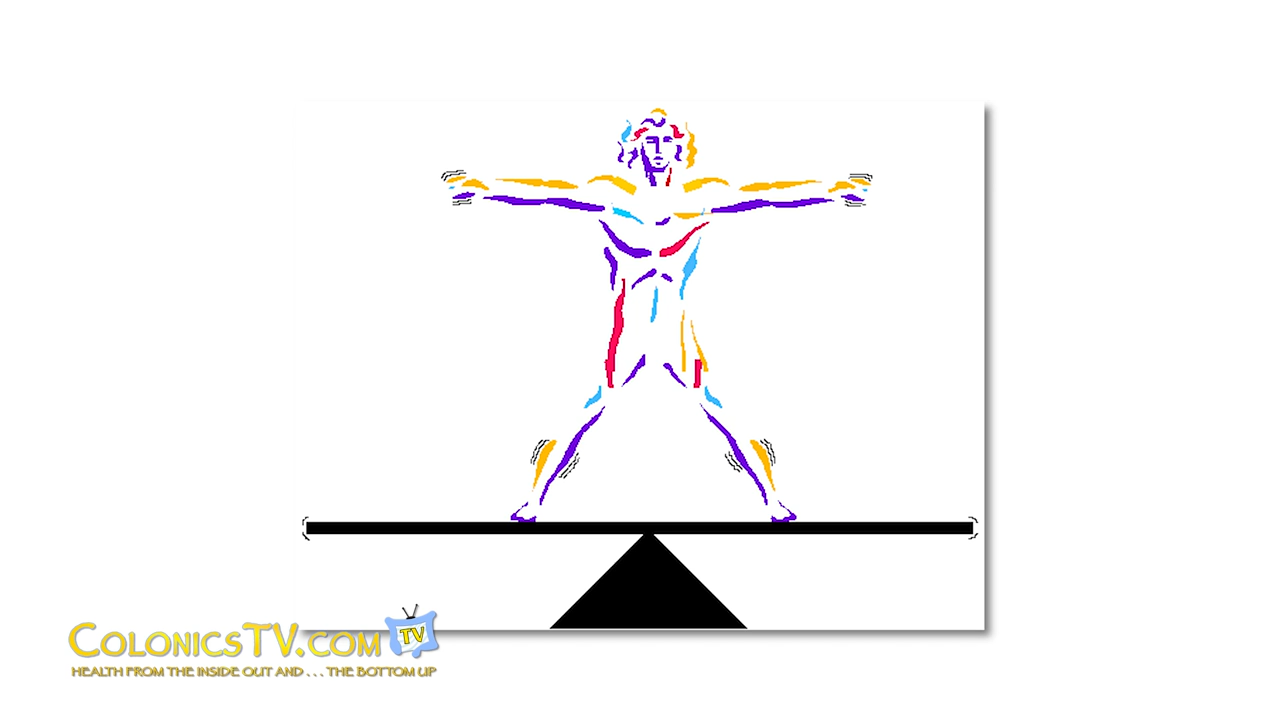 ColonicsTV.com
TV
HEALTH FROM THE INSIDE OUT AND . . . THE BOTTOM UP